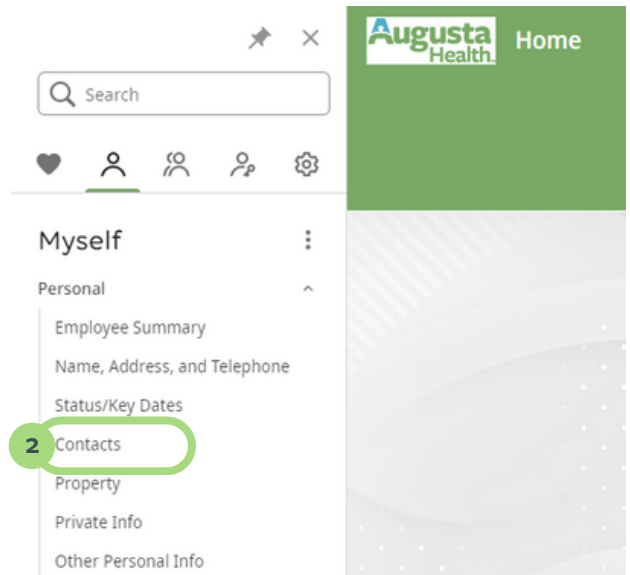 Augusta
Health
Home
Search
Myself
Personal
Employee Summary
Name, Address, and Telephone
Status/Key Dates
2 Contacts
Property
Private Info
Other Personal Info